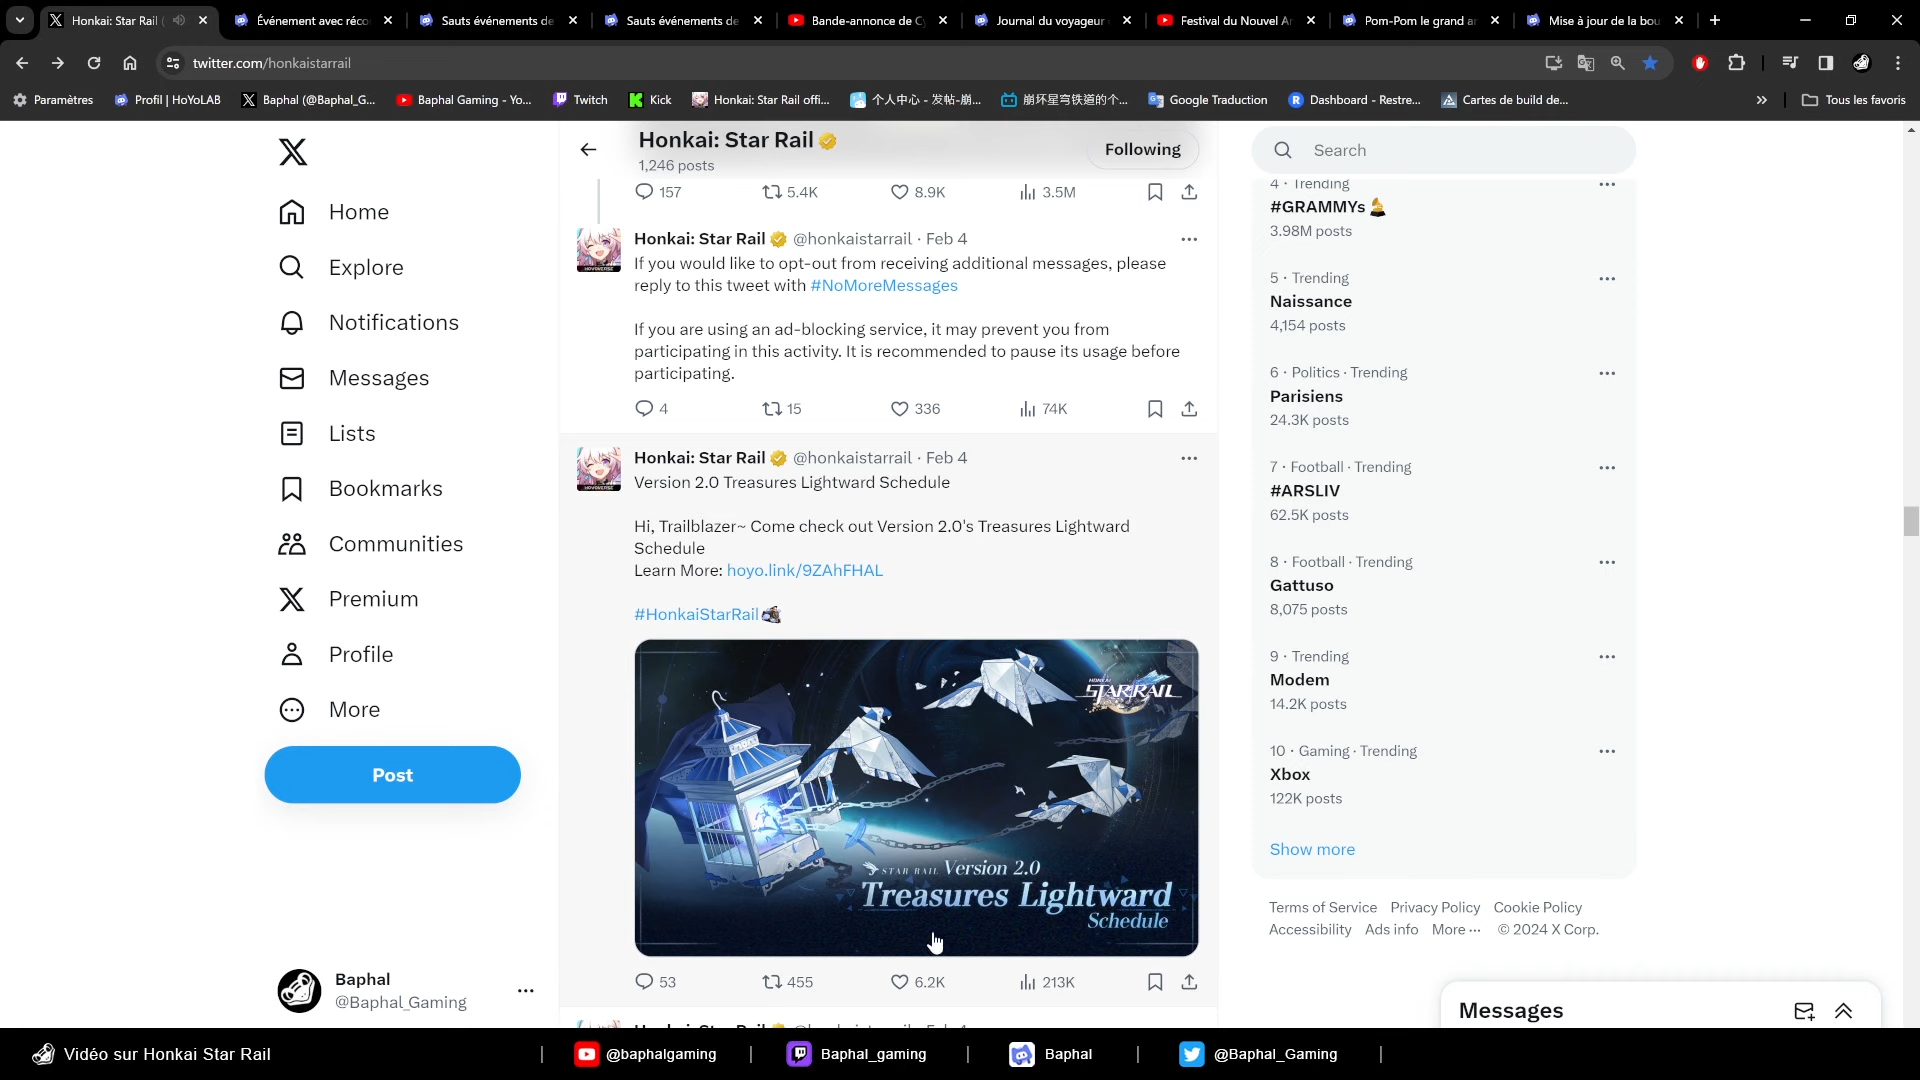 Honkai: Star Rail (
Événement avec réco
Sauts événements de
Sauts événements de
Bande-annonce de Cy
Journal du voyageur
Festival du Nouvel An
Pom-Pom le grand ar
Mise à jour de la bou
twitter.com/honkaistarrail
Paramètres
Profil | HoYoLAB
Baphal (@Baphal_G...
Baphal Gaming - Yo...
Twitch
Kick
Honkai: Star Rail offi...
个人中心 - 发帖-崩...
崩坏星穹铁道的个...
Google Traduction
Dashboard - Restre...
Cartes de build de...
Tous les favoris
Home
Explore
Notifications
Messages
Lists
Bookmarks
Communities
Premium
Profile
More
Post
Baphal
@Baphal_Gaming
Honkai: Star Rail
1,246 posts
Following
157
5.4K
8.9K
3.5M
Honkai: Star Rail @honkaistarrail · Feb 4
If you would like to opt-out from receiving additional messages, please
reply to this tweet with #NoMoreMessages
If you are using an ad-blocking service, it may prevent you from
participating in this activity. It is recommended to pause its usage before
participating.
4
15
336
74K
Honkai: Star Rail @honkaistarrail · Feb 4
Version 2.0 Treasures Lightward Schedule
Hi, Trailblazer~ Come check out Version 2.0's Treasures Lightward
Schedule
Learn More: hoyo.link/9ZAhFHAL
#HonkaiStarRail
HONKAI
STAR RAIL
STAR RAIL Version 2.0
Treasures Lightward
Schedule
53
455
6.2K
213K
Search
4 · Trending
#GRAMMYs
3.98M posts
5 · Trending
Naissance
4,154 posts
6 · Politics · Trending
Parisiens
24.3K posts
7 · Football · Trending
#ARSLIV
62.5K posts
8 · Football · Trending
Gattuso
8,075 posts
9 · Trending
Modem
14.2K posts
10 · Gaming · Trending
Xbox
122K posts
Show more
Terms of Service Privacy Policy Cookie Policy
Accessibility Ads info More ··· © 2024 X Corp.
Messages
Vidéo sur Honkai Star Rail
@baphalgaming
Baphal_gaming
Baphal
@Baphal_Gaming